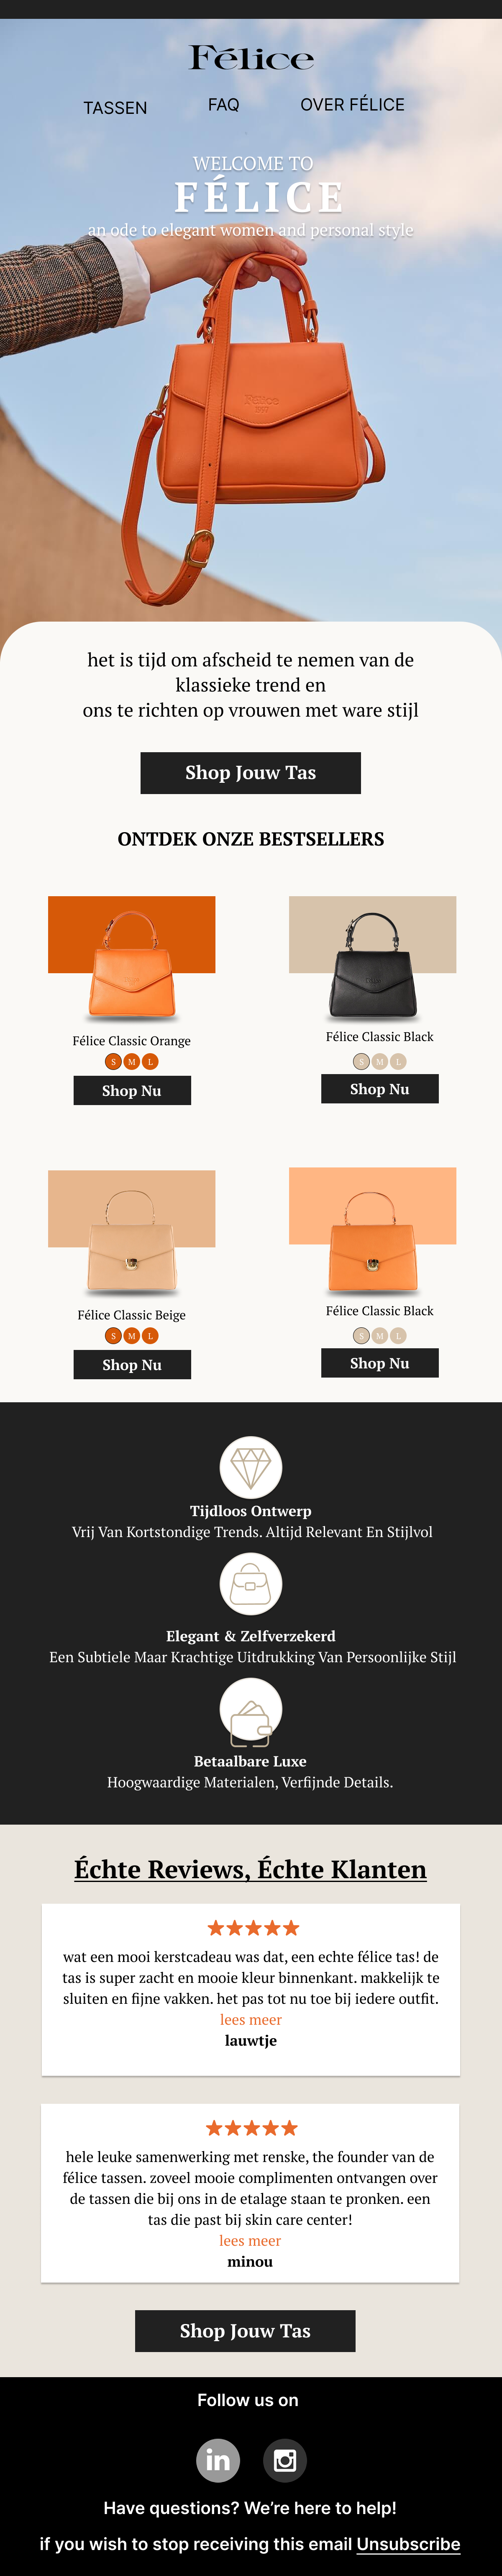 Félice
TASSEN FAQ OVER FÉLICE
WELCOME TO
FÉLICE
an ode to elegant women and personal style
Félice
1997
het is tijd om afscheid te nemen van de
klassieke trend en
ons te richten op vrouwen met ware stijl
Shop Jouw Tas
ONTDEK ONZE BESTSELLERS
Félice Classic Orange
S M L
Shop Nu
Félice Classic Black
S M L
Shop Nu
Félice Classic Beige
S M L
Shop Nu
Félice Classic Black
S M L
Shop Nu
Tijdloos Ontwerp
Vrij Van Kortstondige Trends. Altijd Relevant En Stijlvol
Elegant & Zelfverzekerd
Een Subtiele Maar Krachtige Uitdrukking Van Persoonlijke Stijl
Betaalbare Luxe
Hoogwaardige Materialen, Verfijnde Details.
Échte Reviews, Échte Klanten
wat een mooi kerstcadeau was dat, een echte félice tas! de
tas is super zacht en mooie kleur binnenkant. makkelijk te
sluiten en fijne vakken. het pas tot nu toe bij iedere outfit.
lees meer
lauwtje
hele leuke samenwerking met renske, the founder van de
félice tassen. zoveel mooie complimenten ontvangen over
de tassen die bij ons in de etalage staan te pronken. een
tas die past bij skin care center!
lees meer
minou
Shop Jouw Tas
Follow us on
in
Have questions? We’re here to help!
if you wish to stop receiving this email Unsubscribe